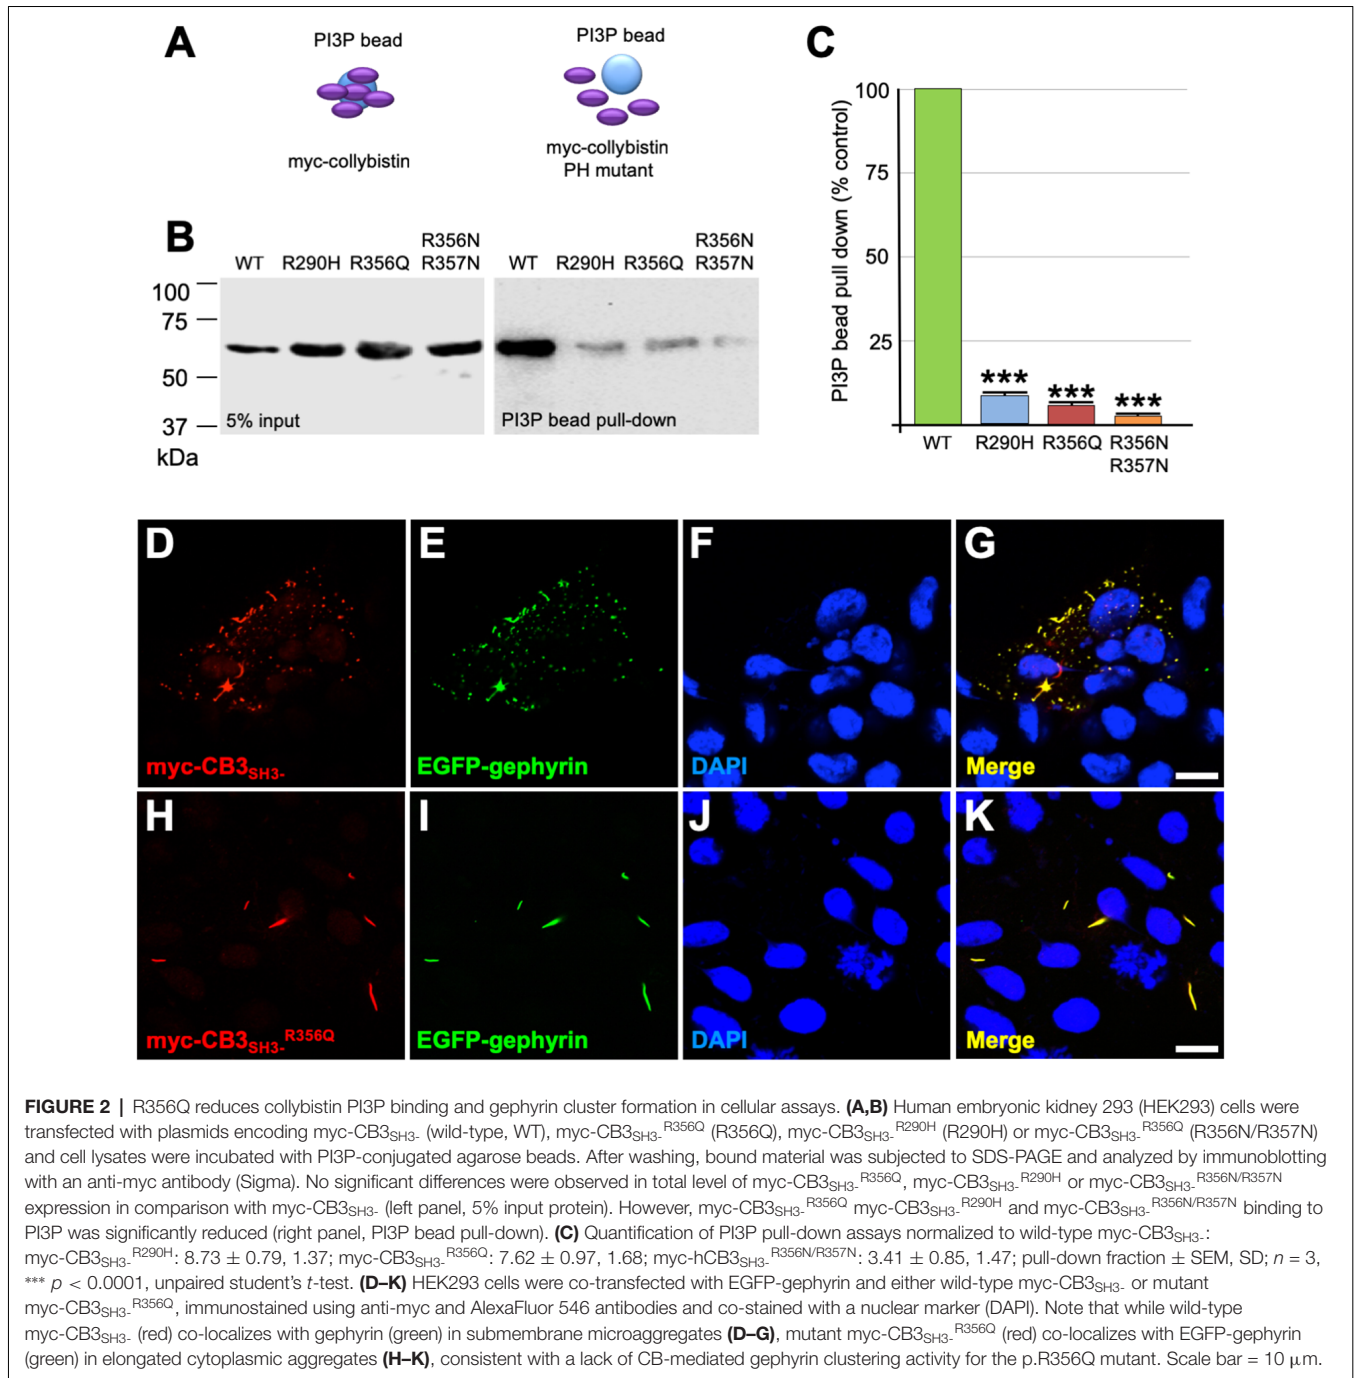 A
PI3P bead
myc-collybistin
PI3P bead
myc-collybistin
PH mutant
B
WT R290H R356Q R356N
R357N
WT R290H R356Q R356N
R357N
100
75
50
37
kDa
5% input
PI3P bead pull-down
C
PI3P bead pull down (% control)
100
75
50
25
***
***
***
WT R290H R356Q R356N
R357N
D
myc-CB3SH3-
E
EGFP-gephyrin
F
DAPI
G
Merge
H
myc-CB3SH3-R356Q
I
EGFP-gephyrin
J
DAPI
K
Merge
FIGURE 2 | R356Q reduces collybistin PI3P binding and gephyrin cluster formation in cellular assays. (A,B) Human embryonic kidney 293 (HEK293) cells were
transfected with plasmids encoding myc-CB3SH3- (wild-type, WT), myc-CB3SH3-R356Q (R356Q), myc-CB3SH3-R290H (R290H) or myc-CB3SH3-R356Q (R356N/R357N)
and cell lysates were incubated with PI3P-conjugated agarose beads. After washing, bound material was subjected to SDS-PAGE and analyzed by immunoblotting
with an anti-myc antibody (Sigma). No significant differences were observed in total level of myc-CB3SH3-R356Q, myc-CB3SH3-R290H or myc-CB3SH3-R356N/R357N
expression in comparison with myc-CB3SH3- (left panel, 5% input protein). However, myc-CB3SH3-R356Q myc-CB3SH3-R290H and myc-CB3SH3-R356N/R357N binding to
PI3P was significantly reduced (right panel, PI3P bead pull-down). (C) Quantification of PI3P pull-down assays normalized to wild-type myc-CB3SH3-:
myc-CB3SH3-R290H: 8.73 ± 0.79, 1.37; myc-CB3SH3-R356Q: 7.62 ± 0.97, 1.68; myc-hCB3SH3-R356N/R357N: 3.41 ± 0.85, 1.47; pull-down fraction ± SEM, SD; n = 3,
*** p < 0.0001, unpaired student's t-test. (D–K) HEK293 cells were co-transfected with EGFP-gephyrin and either wild-type myc-CB3SH3- or mutant
myc-CB3SH3-R356Q, immunostained using anti-myc and AlexaFluor 546 antibodies and co-stained with a nuclear marker (DAPI). Note that while wild-type
myc-CB3SH3- (red) co-localizes with gephyrin (green) in submembrane microaggregates (D–G), mutant myc-CB3SH3-R356Q (red) co-localizes with EGFP-gephyrin
(green) in elongated cytoplasmic aggregates (H–K), consistent with a lack of CB-mediated gephyrin clustering activity for the p.R356Q mutant. Scale bar = 10 µm.